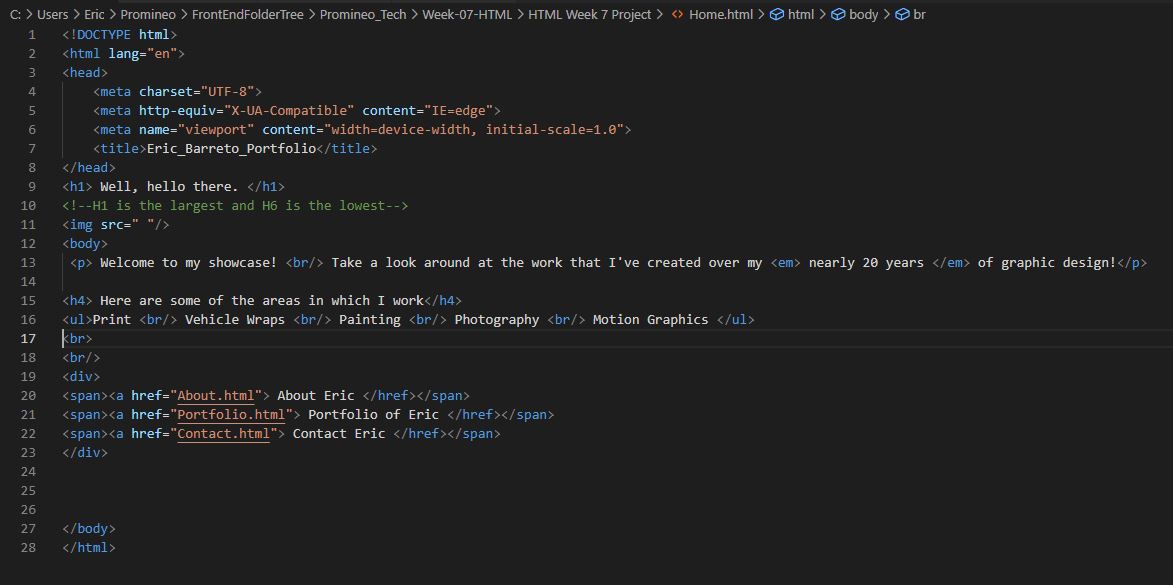 C: > Users > Eric > Promineo > FrontEndFolderTree > Promineo_Tech > Week-07-HTML > HTML Week 7 Project > <> Home.html > html > body > br
1 <!DOCTYPE html>
2 <html lang="en">
3 <head>
4     <meta charset="UTF-8">
5     <meta http-equiv="X-UA-Compatible" content="IE=edge">
6     <meta name="viewport" content="width=device-width, initial-scale=1.0">
7     <title>Eric_Barreto_Portfolio</title>
8 </head>
9 <h1> Well, hello there. </h1>
10 <!--H1 is the largest and H6 is the lowest-->
11 <img src=" "/>
12 <body>
13  <p> Welcome to my showcase! <br/> Take a look around at the work that I've created over my <em> nearly 20 years </em> of graphic design!</p>
14
15 <h4> Here are some of the areas in which I work</h4>
16 <ul>Print <br/> Vehicle Wraps <br/> Painting <br/> Photography <br/> Motion Graphics </ul>
17 <br>
18 <br/>
19 <div>
20 <span><a href="About.html"> About Eric </href></span>
21 <span><a href="Portfolio.html"> Portfolio of Eric </href></span>
22 <span><a href="Contact.html"> Contact Eric </href></span>
23 </div>
24
25
26
27 </body>
28 </html>